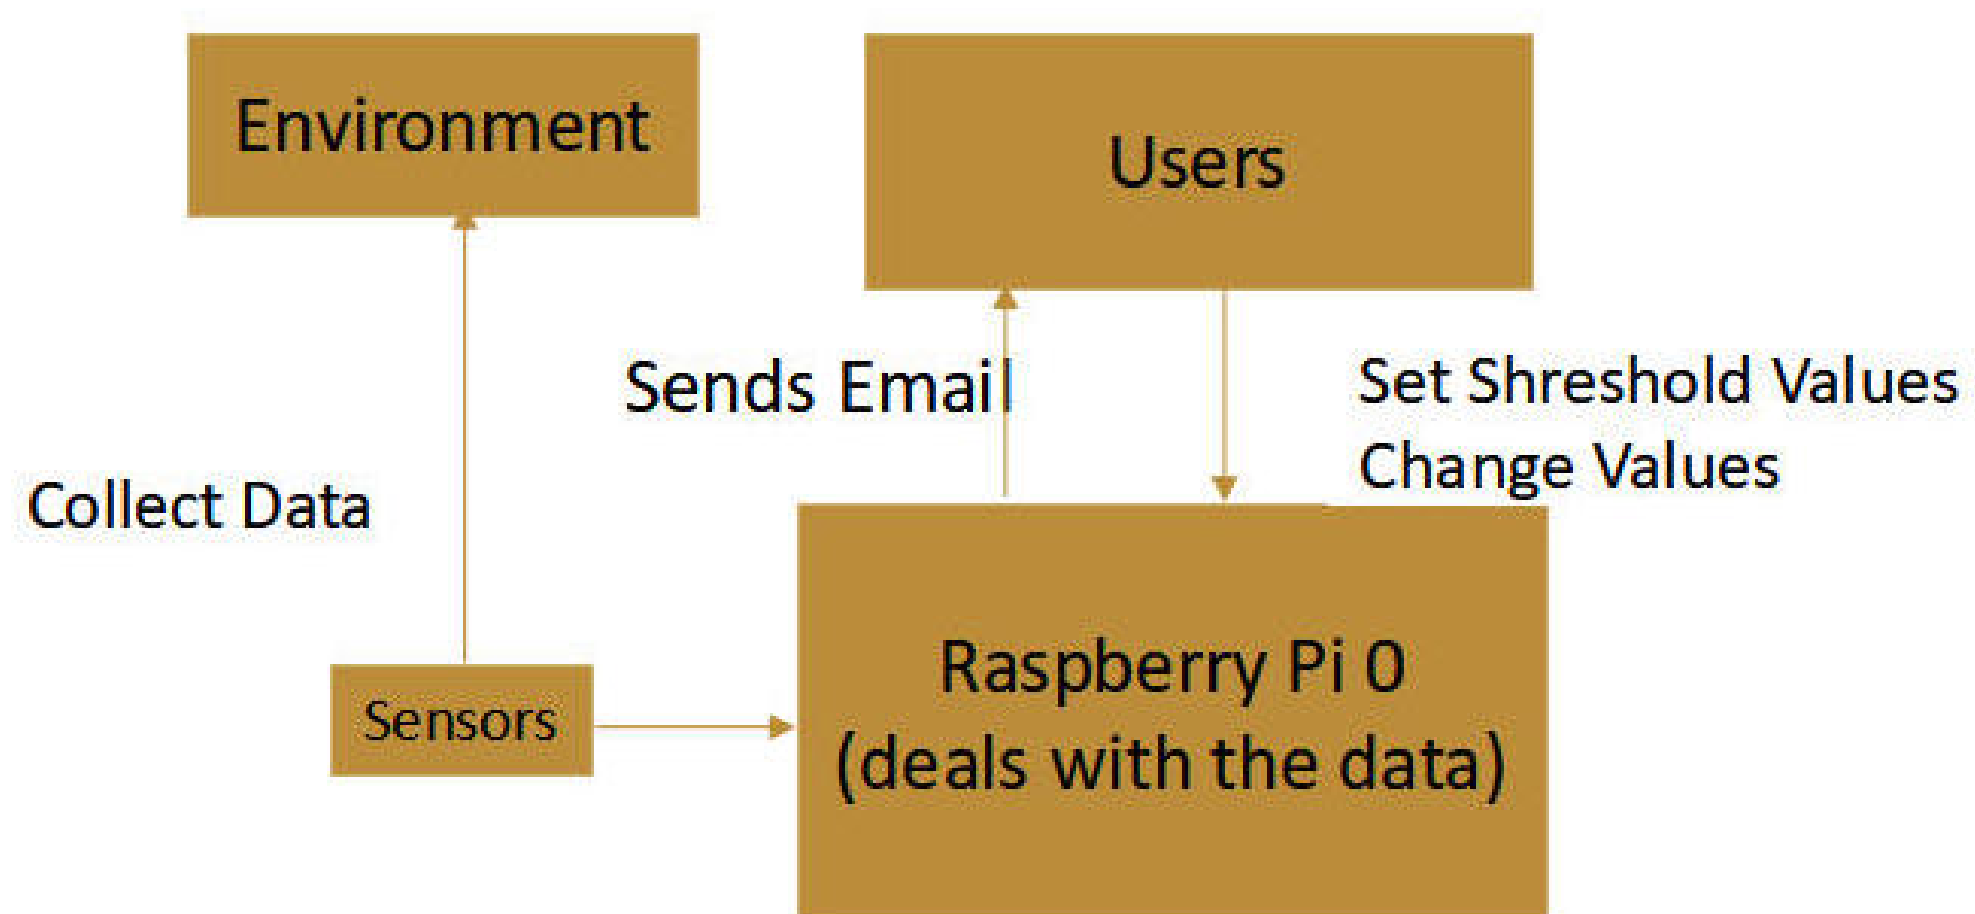 Environment
Users
Sends Email
Set Shreshold Values
Change Values
Collect Data
Sensors
Raspberry Pi 0
(deals with the data)